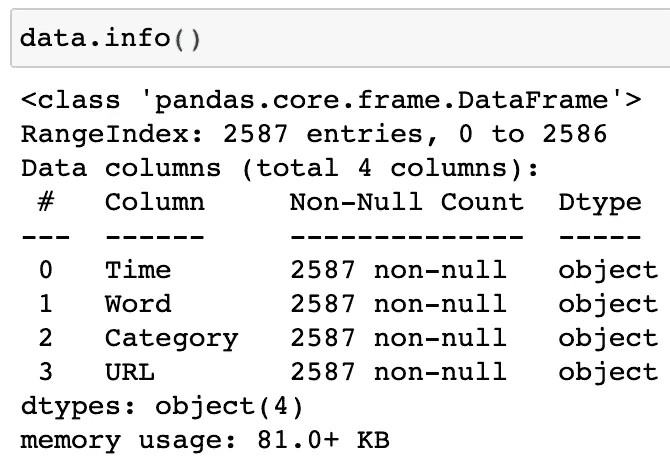 data.info()
<class 'pandas.core.frame.DataFrame'>
RangeIndex: 2587 entries, 0 to 2586
Data columns (total 4 columns):
 #   Column    Non-Null Count  Dtype
---  ------    --------------  -----
 0   Time      2587 non-null   object
 1   Word      2587 non-null   object
 2   Category  2587 non-null   object
 3   URL       2587 non-null   object
dtypes: object(4)
memory usage: 81.0+ KB